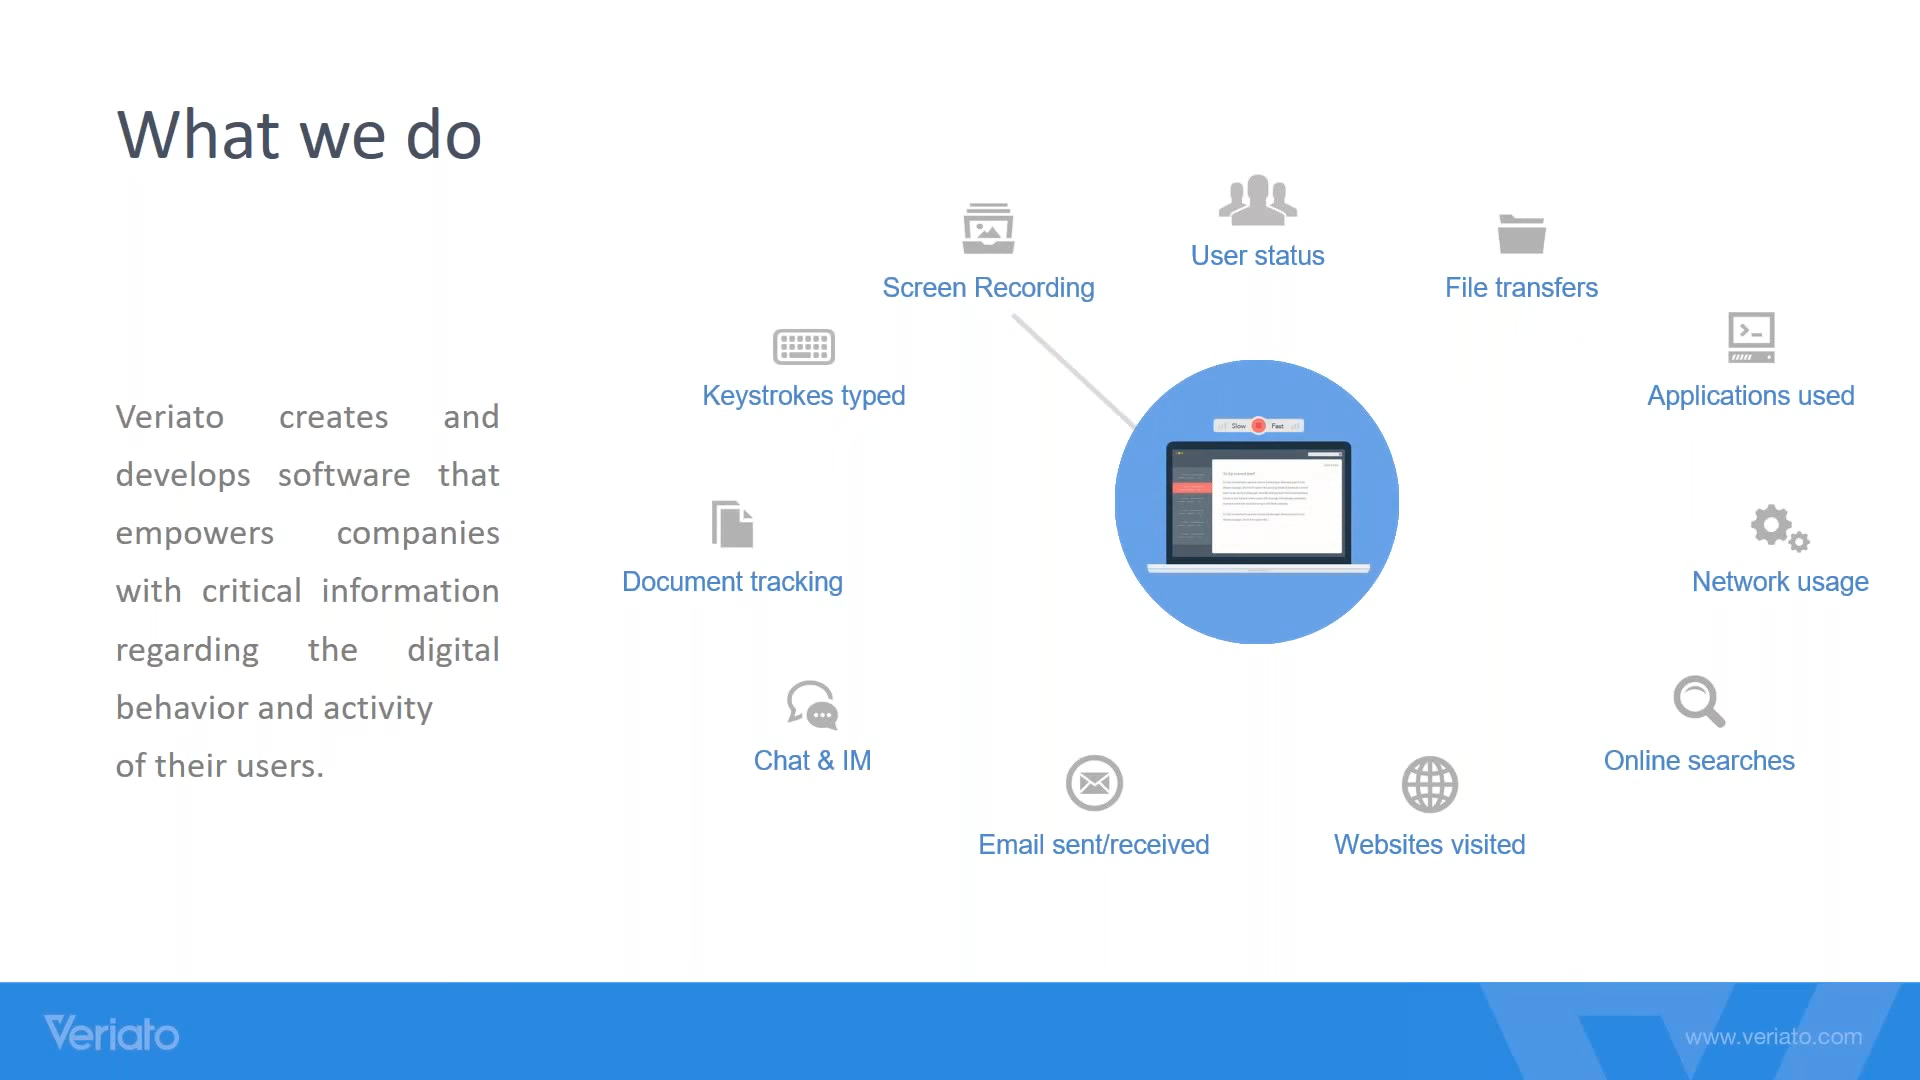 What we do
Veriato creates and
develops software that
empowers companies
with critical information
regarding the digital
behavior and activity
of their users.
User status
Screen Recording
File transfers
Keystrokes typed
Applications used
Slow Fast
Document tracking
Network usage
Chat & IM
Online searches
Email sent/received
Websites visited
Veriato
www.veriato.com